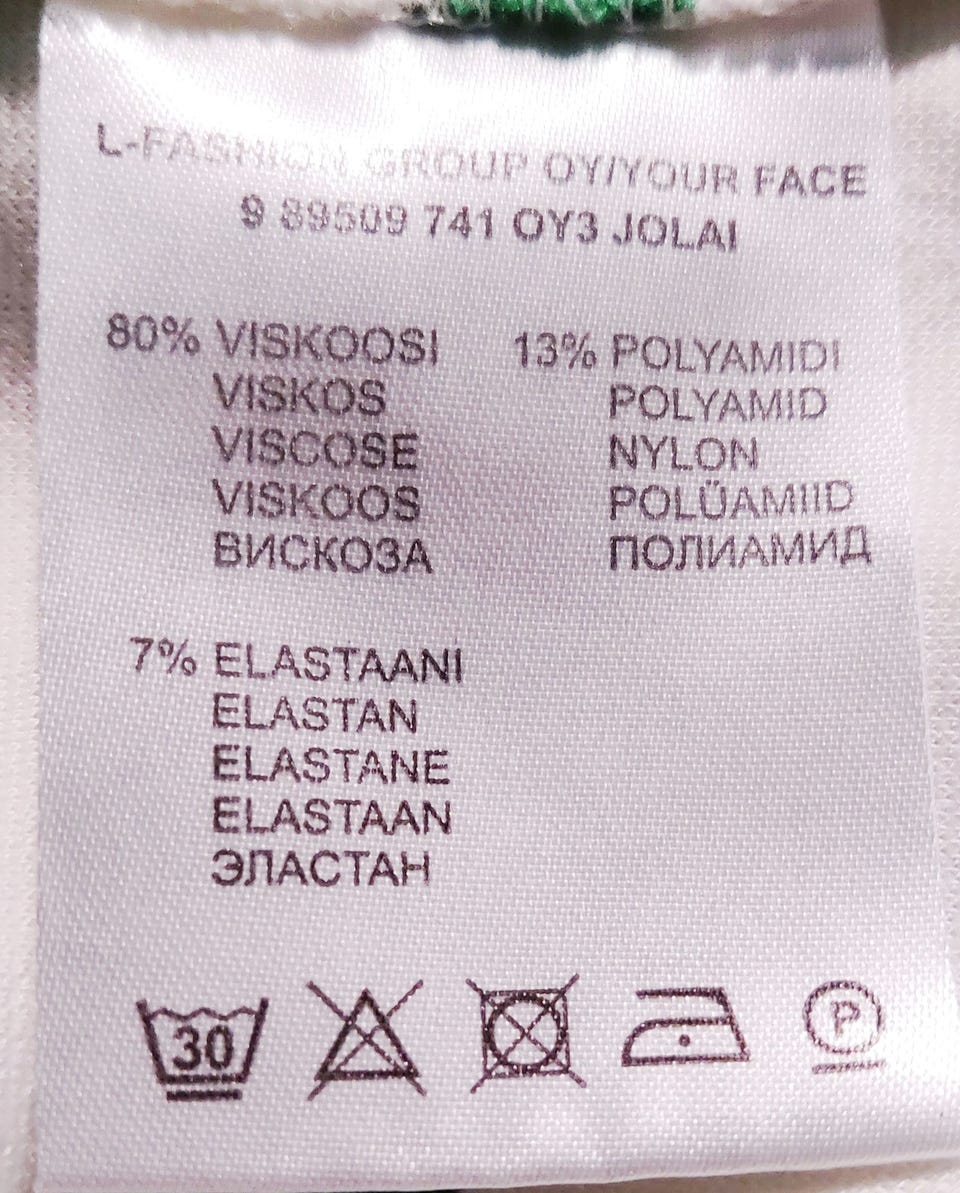 L-FASHION GROUP OY/YOUR FACE
9 89509 741 OY3 JOLAI
80% VISKOOSI
VISKOS
VISCOSE
VISKOOS
ВИСКОЗА
13% POLYAMIDI
POLYAMID
NYLON
POLÜAMIID
ПОЛИАМИД
7% ELASTAANI
ELASTAN
ELASTANE
ELASTAAN
ЭЛАСТАН
30
P